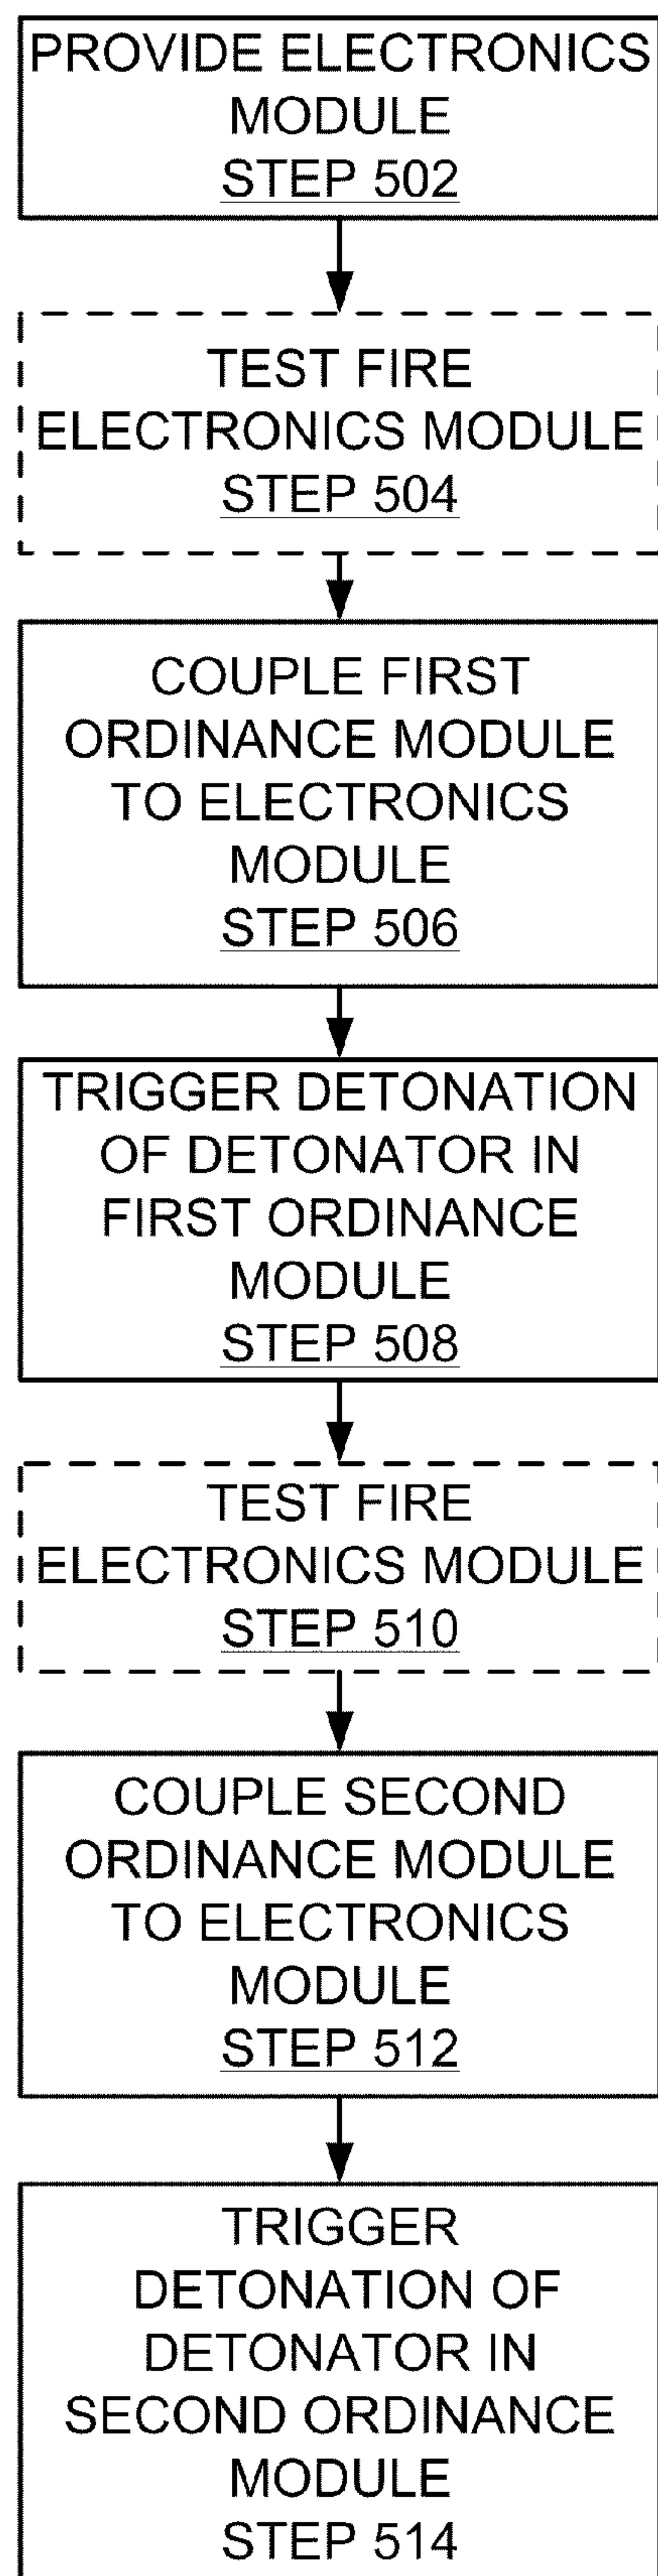 PROVIDE ELECTRONICS
MODULE
STEP 502
TEST FIRE
ELECTRONICS MODULE
STEP 504
COUPLE FIRST
ORDINANCE MODULE
TO ELECTRONICS
MODULE
STEP 506
TRIGGER DETONATION
OF DETONATOR IN
FIRST ORDINANCE
MODULE
STEP 508
TEST FIRE
ELECTRONICS MODULE
STEP 510
COUPLE SECOND
ORDINANCE MODULE
TO ELECTRONICS
MODULE
STEP 512
TRIGGER
DETONATION OF
DETONATOR IN
SECOND ORDINANCE
MODULE
STEP 514